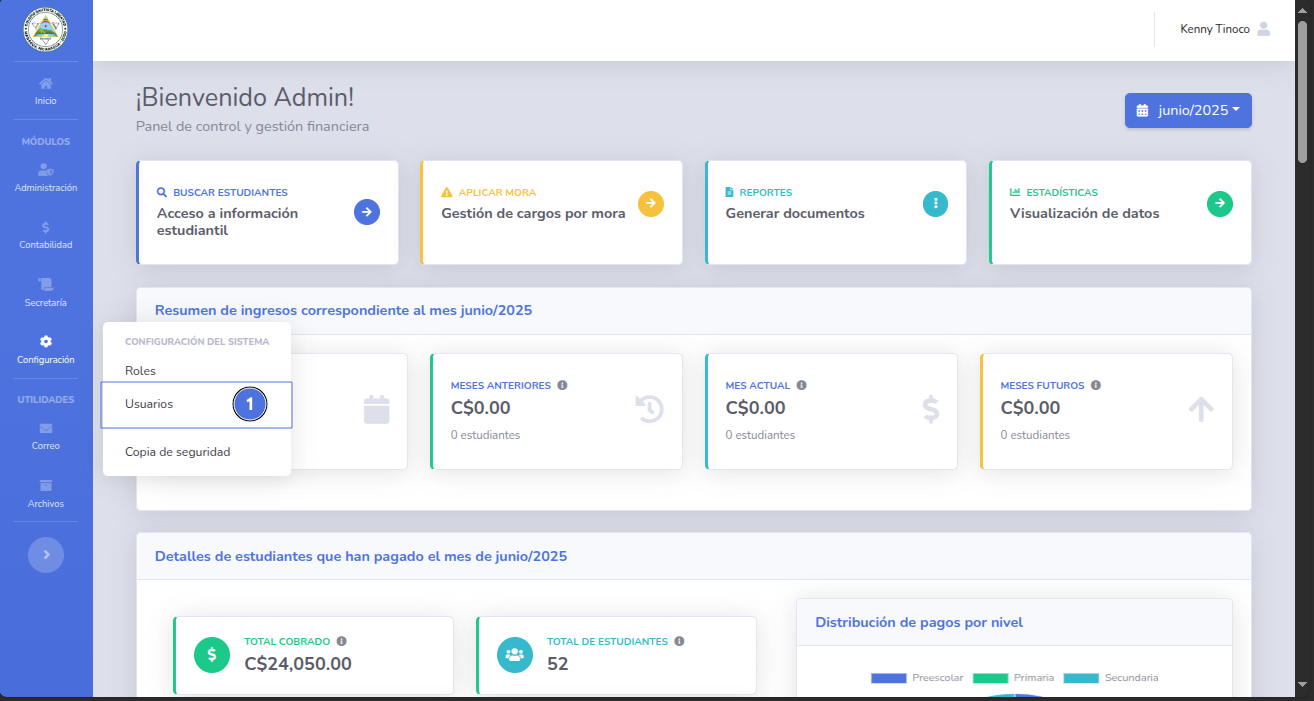 Kenny Tinoco
Inicio
MÓDULOS
Administración
Contabilidad
Secretaría
Configuración
UTILIDADES
Correo
Archivos
¡Bienvenido Admin!
Panel de control y gestión financiera
junio/2025
BUSCAR ESTUDIANTES
Acceso a información
estudiantil
APLICAR MORA
Gestión de cargos por mora
REPORTES
Generar documentos
ESTADÍSTICAS
Visualización de datos
Resumen de ingresos correspondiente al mes junio/2025
CONFIGURACIÓN DEL SISTEMA
Roles
Usuarios
1
Copia de seguridad
MESES ANTERIORES
C$0.00
0 estudiantes
MES ACTUAL
C$0.00
0 estudiantes
MESES FUTUROS
C$0.00
0 estudiantes
Detalles de estudiantes que han pagado el mes de junio/2025
TOTAL COBRADO
C$24,050.00
TOTAL DE ESTUDIANTES
52
Distribución de pagos por nivel
Preescolar
Primaria
Secundaria